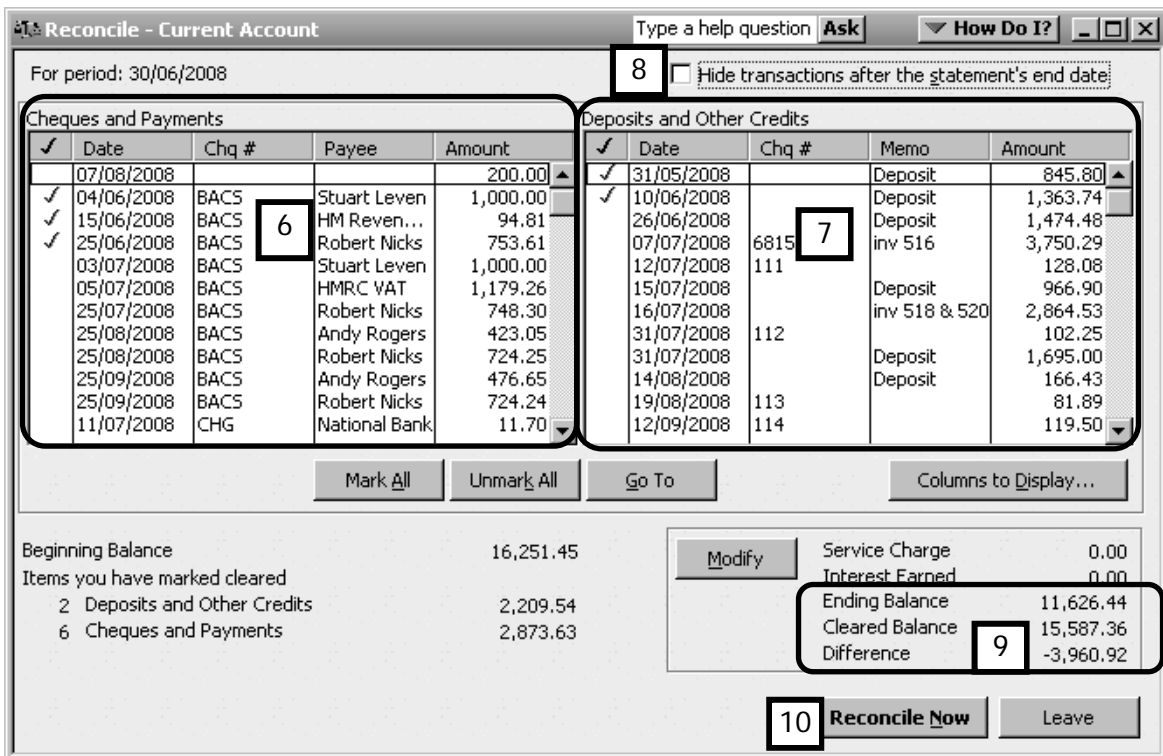 Reconcile - Current Account Type a help question Ask How Do I?
For period: 30/06/2008 8 Hide transactions after the statement's end date
Cheques and Payments Deposits and Other Credits
✓ Date Chq # Payee Amount ✓ Date Chq # Memo Amount
07/08/2008 200.00 ✓ 31/05/2008 Deposit 845.80
✓ 04/06/2008 BACS Stuart Leven 1,000.00 ✓ 10/06/2008 Deposit 1,363.74
✓ 15/06/2008 BACS 6 HM Reven... 94.81 26/06/2008 Deposit 1,474.48
✓ 25/06/2008 BACS Robert Nicks 753.61 07/07/2008 6815 7 inv 516 3,750.29
03/07/2008 BACS Stuart Leven 1,000.00 12/07/2008 111 128.08
05/07/2008 BACS HMRC VAT 1,179.26 15/07/2008 Deposit 966.90
25/07/2008 BACS Robert Nicks 748.30 16/07/2008 inv 518 & 520 2,864.53
25/08/2008 BACS Andy Rogers 423.05 31/07/2008 112 102.25
25/08/2008 BACS Robert Nicks 724.25 31/07/2008 Deposit 1,695.00
25/09/2008 BACS Andy Rogers 476.65 14/08/2008 Deposit 166.43
25/09/2008 BACS Robert Nicks 724.24 19/08/2008 113 81.89
11/07/2008 CHG National Bank 11.70 12/09/2008 114 119.50
Mark All Unmark All Go To Columns to Display...
Beginning Balance 16,251.45 Modify Service Charge 0.00
Items you have marked cleared Interest Earned 0.00
2 Deposits and Other Credits 2,209.54 Ending Balance 11,626.44
6 Cheques and Payments 2,873.63 Cleared Balance 15,587.36
Difference 9 -3,960.92
10 Reconcile Now Leave